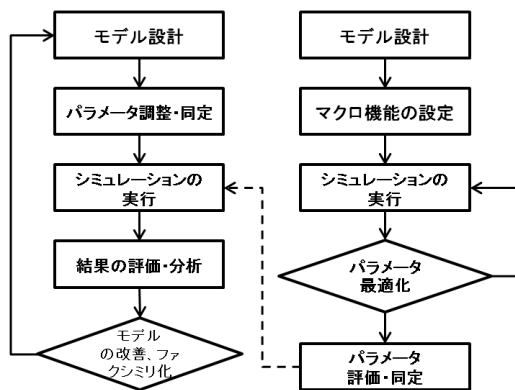 モデル設計
パラメータ調整・同定
シミュレーションの
実行
結果の評価・分析
モデル
の改善、ファ
クシミリ化
モデル設計
マクロ機能の設定
シミュレーションの
実行
パラメータ
最適化
パラメータ
評価・同定